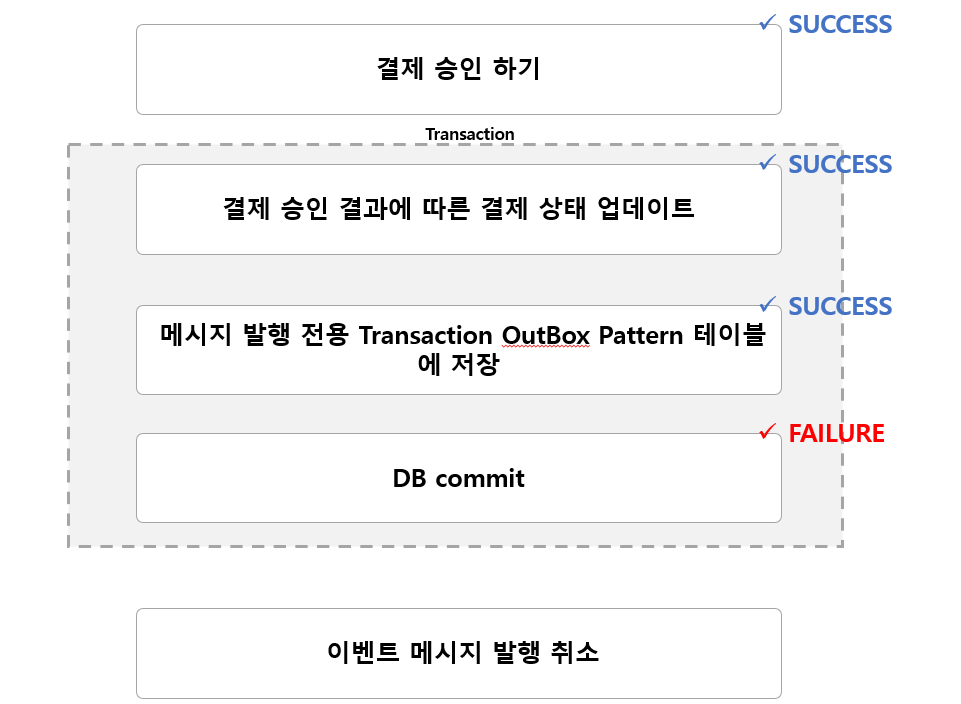 ✓ SUCCESS
결제 승인 하기
Transaction
✓ SUCCESS
결제 승인 결과에 따른 결제 상태 업데이트
✓ SUCCESS
메시지 발행 전용 Transaction OutBox Pattern 테이블
에 저장
✓ FAILURE
DB commit
이벤트 메시지 발행 취소